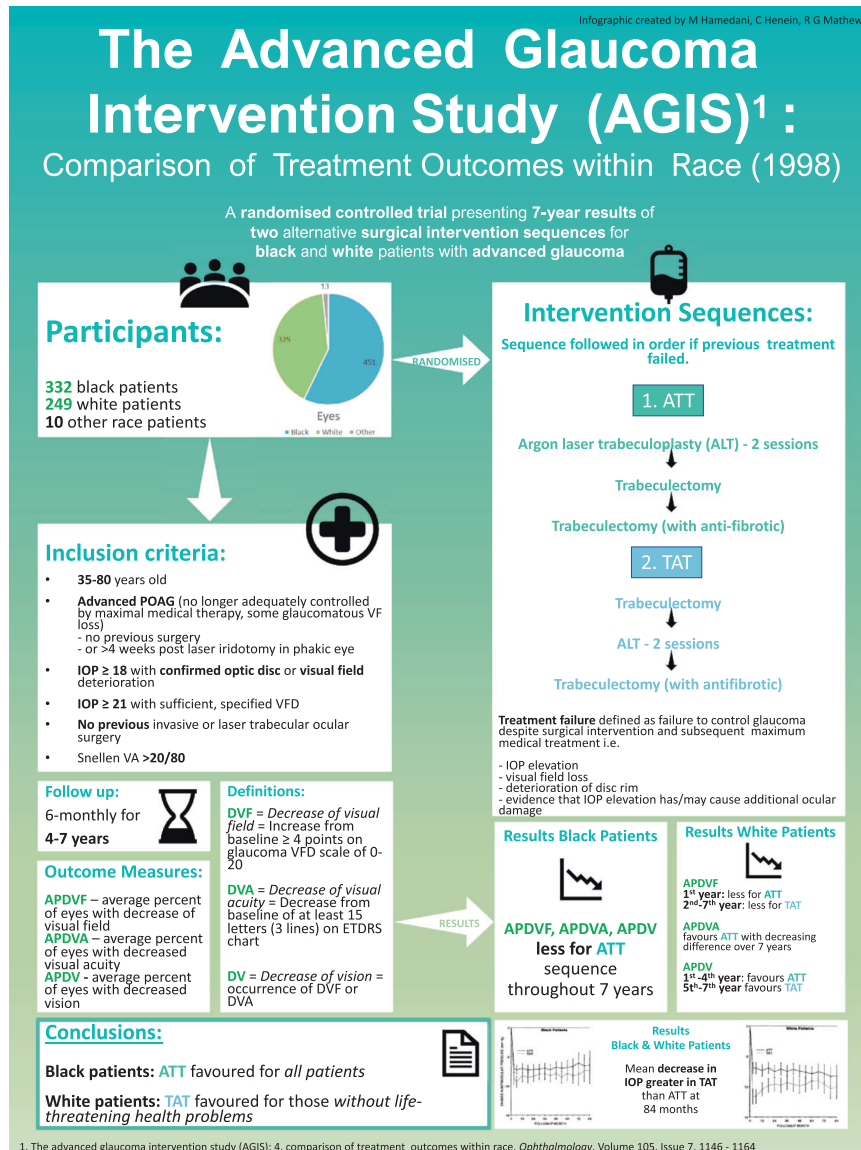 Infographic created by M Hamedani, C Henein, R G Mathew
The Advanced Glaucoma
Intervention Study (AGIS)¹ :
Comparison of Treatment Outcomes within Race (1998)
A randomised controlled trial presenting 7-year results of
two alternative surgical intervention sequences for
black and white patients with advanced glaucoma
Participants:
332 black patients
249 white patients
10 other race patients
13
325
451
Eyes
Black White Other
RANDOMISED
Intervention Sequences:
Sequence followed in order if previous treatment
failed.
1. ATT
Argon laser trabeculoplasty (ALT) - 2 sessions
Trabeculectomy
Trabeculectomy (with anti-fibrotic)
2. TAT
Trabeculectomy
ALT - 2 sessions
Trabeculectomy (with antifibrotic)
Treatment failure defined as failure to control glaucoma
despite surgical intervention and subsequent maximum
medical treatment i.e.
- IOP elevation
- visual field loss
- deterioration of disc rim
- evidence that IOP elevation has/may cause additional ocular
damage
Inclusion criteria:
• 35-80 years old
• Advanced POAG (no longer adequately controlled
by maximal medical therapy, some glaucomatous VF
loss)
- no previous surgery
- or >4 weeks post laser iridotomy in phakic eye
• IOP ≥ 18 with confirmed optic disc or visual field
deterioration
• IOP ≥ 21 with sufficient, specified VFD
• No previous invasive or laser trabecular ocular
surgery
• Snellen VA >20/80
Follow up:
6-monthly for
4-7 years
Outcome Measures:
APDVF – average percent
of eyes with decrease of
visual field
APDVA – average percent
of eyes with decreased
visual acuity
APDV - average percent
of eyes with decreased
vision
Definitions:
DVF = Decrease of visual
field = Increase from
baseline ≥ 4 points on
glaucoma VFD scale of 0-
20
DVA = Decrease of visual
acuity = Decrease from
baseline of at least 15
letters (3 lines) on ETDRS
chart
DV = Decrease of vision =
occurrence of DVF or
DVA
RESULTS
Results Black Patients
APDVF, APDVA, APDV
less for ATT
sequence
throughout 7 years
Results White Patients
APDVF
1st year: less for ATT
2nd-7th year: less for TAT
APDVA
favours ATT with decreasing
difference over 7 years
APDV
1st -4th year: favours ATT
5th-7th year favours TAT
Conclusions:
Black patients: ATT favoured for all patients
White patients: TAT favoured for those without life-
threatening health problems
Black Patients
ATT
FOLLOWUP MONTH
Results
Black & White Patients
Mean decrease in
IOP greater in TAT
than ATT at
84 months
White Patients
ATT
FOLLOWUP MONTH
1. The advanced glaucoma intervention study (AGIS): 4. comparison of treatment outcomes within race. Ophthalmology, Volume 105, Issue 7, 1146 - 1164